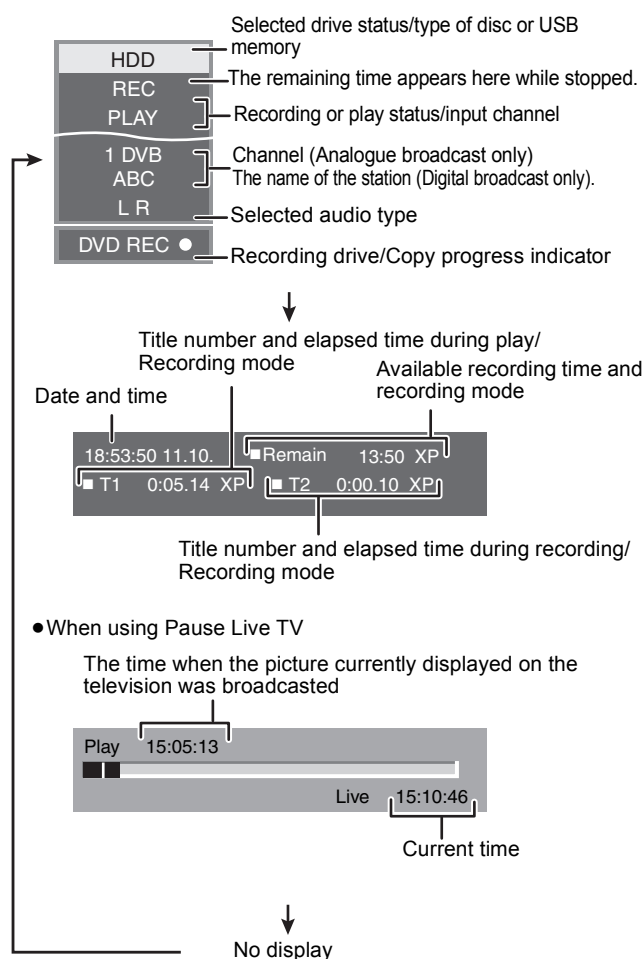 Selected drive status/type of disc or USB
memory
HDD
REC
The remaining time appears here while stopped.
PLAY
Recording or play status/input channel
1 DVB
ABC
Channel (Analogue broadcast only)
The name of the station (Digital broadcast only).
L R
Selected audio type
DVD REC ●
Recording drive/Copy progress indicator
Title number and elapsed time during play/
Recording mode
Available recording time and
recording mode
Date and time
18:53:50 11.10. ■Remain 13:50 XP
■ T1 0:05.14 XP ■ T2 0:00.10 XP
Title number and elapsed time during recording/
Recording mode
●When using Pause Live TV
The time when the picture currently displayed on the
television was broadcasted
Play 15:05:13
Live 15:10:46
Current time
No display